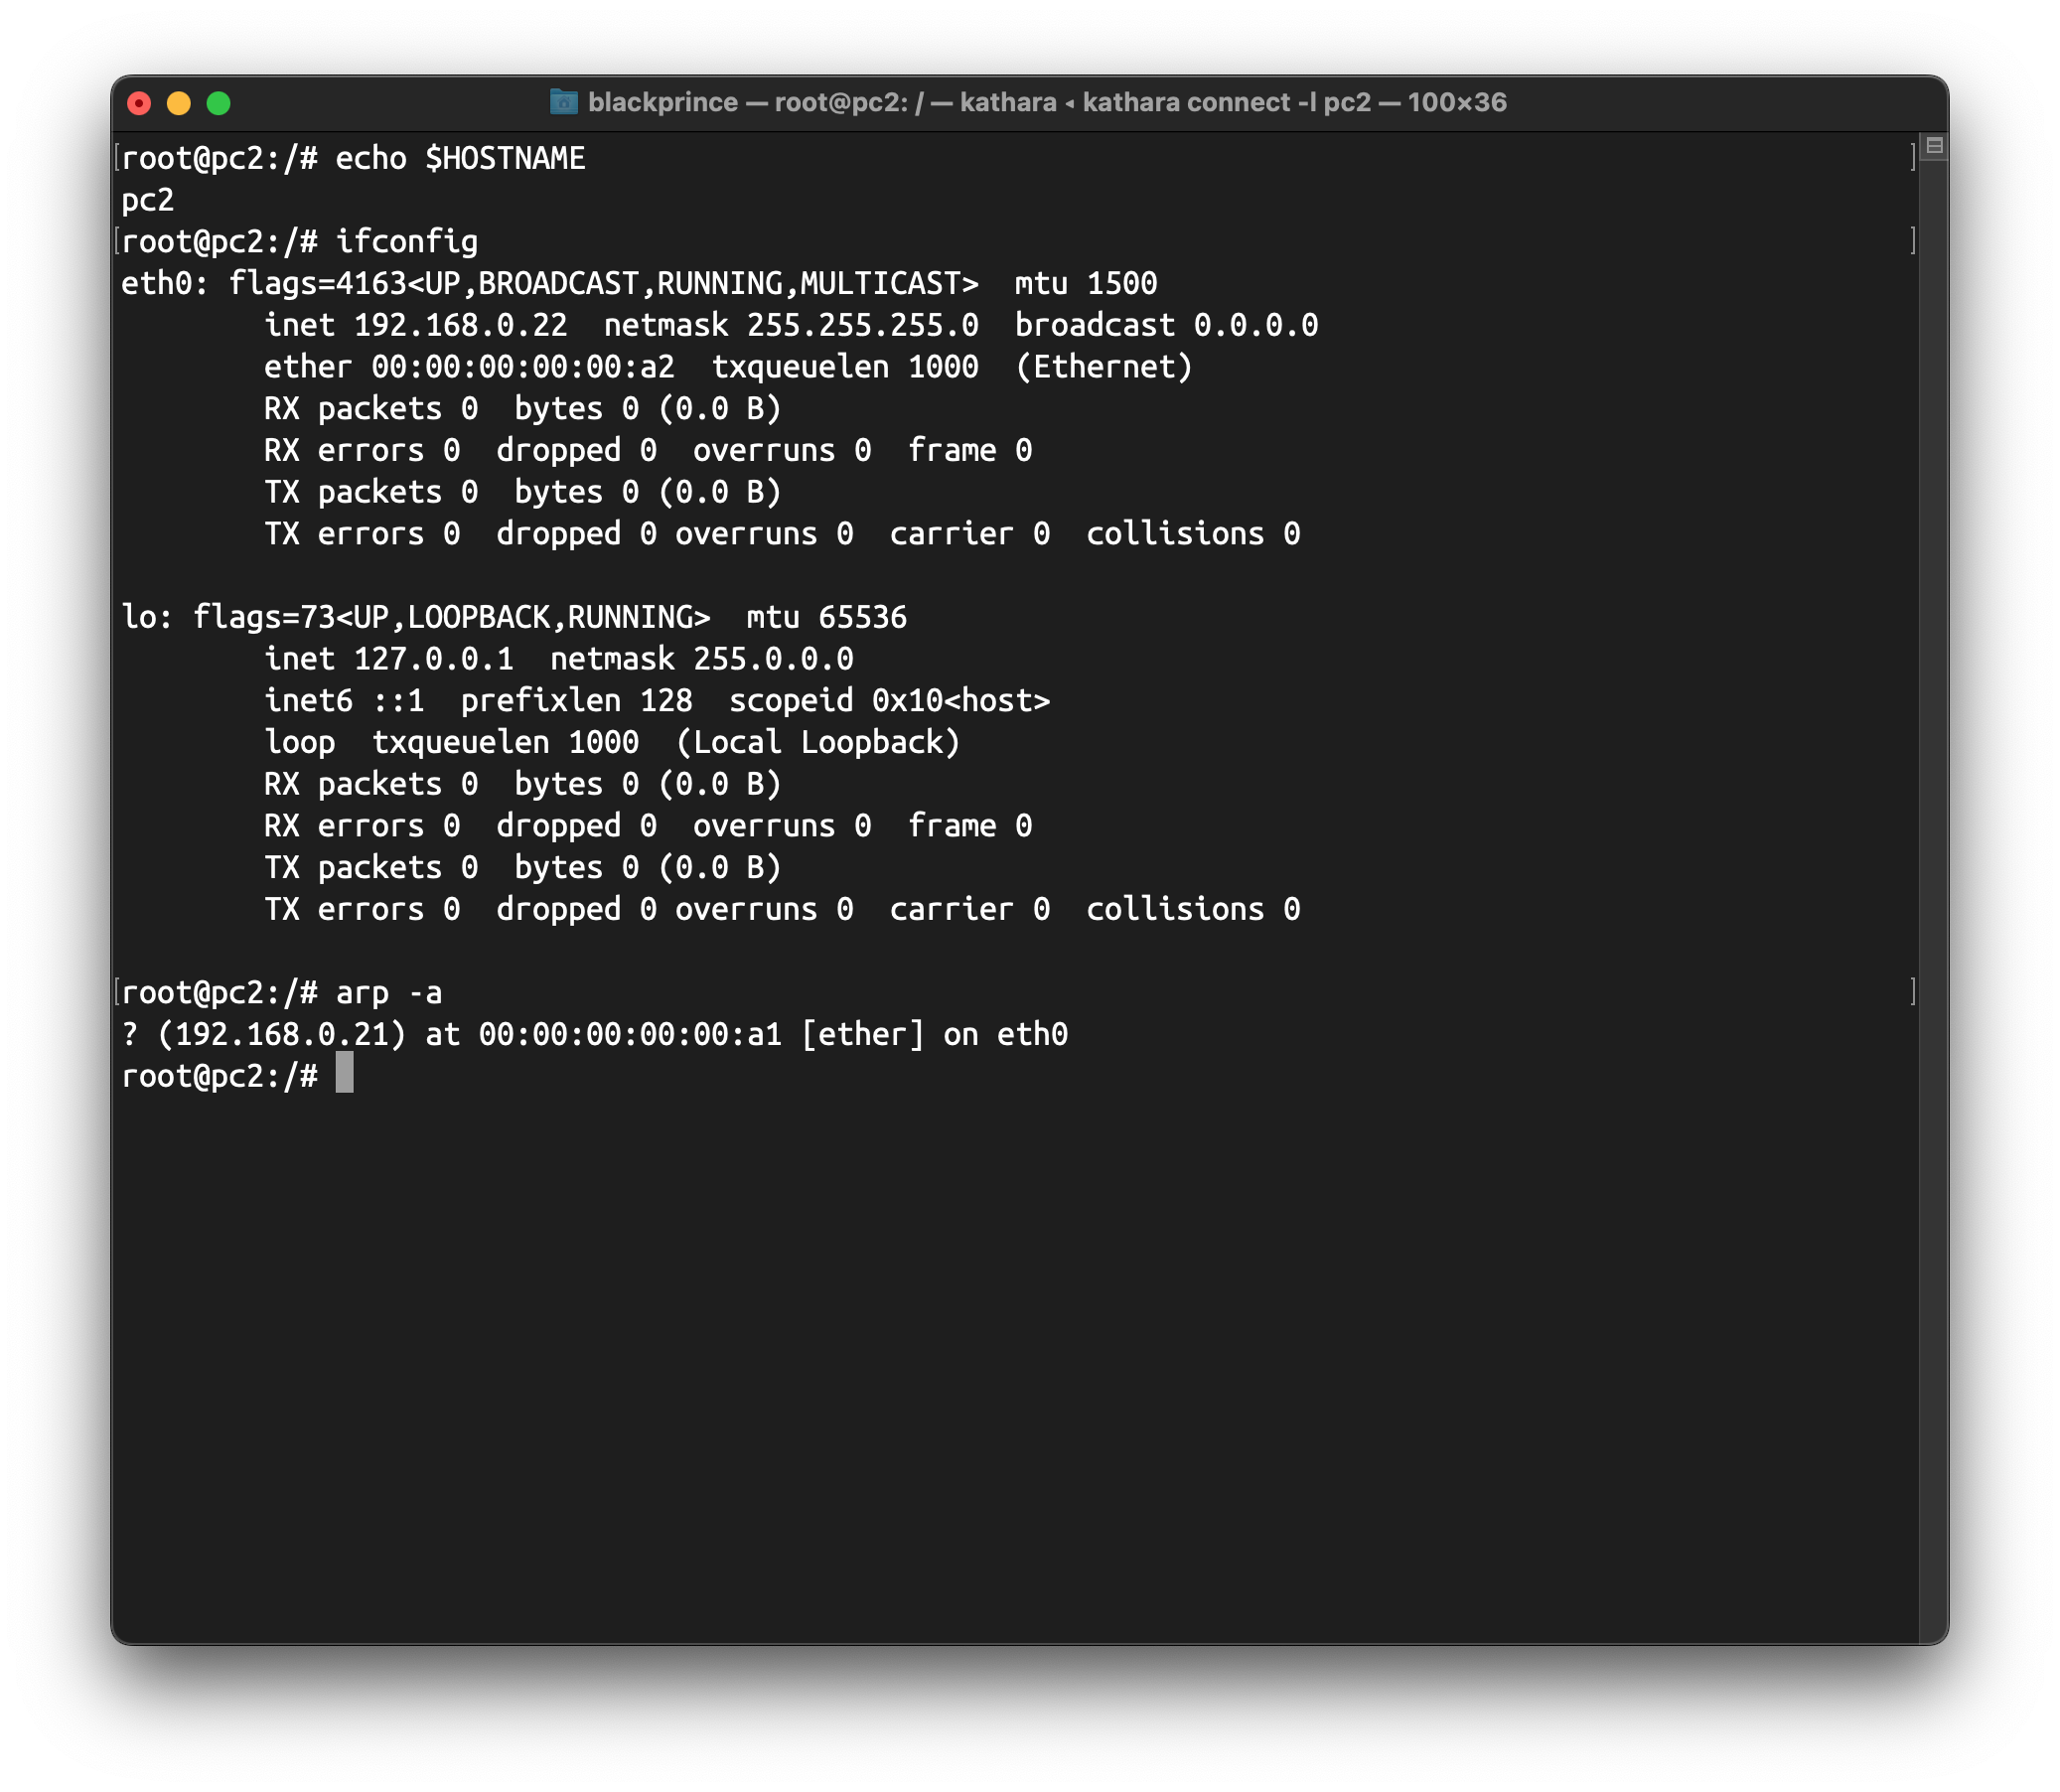 blackprince — root@pc2: / — kathara ◂ kathara connect -l pc2 — 100×36
[root@pc2:/# echo $HOSTNAME ]
pc2
[root@pc2:/# ifconfig ]
eth0: flags=4163<UP,BROADCAST,RUNNING,MULTICAST>  mtu 1500
        inet 192.168.0.22  netmask 255.255.255.0  broadcast 0.0.0.0
        ether 00:00:00:00:00:a2  txqueuelen 1000  (Ethernet)
        RX packets 0  bytes 0 (0.0 B)
        RX errors 0  dropped 0  overruns 0  frame 0
        TX packets 0  bytes 0 (0.0 B)
        TX errors 0  dropped 0 overruns 0  carrier 0  collisions 0

lo: flags=73<UP,LOOPBACK,RUNNING>  mtu 65536
        inet 127.0.0.1  netmask 255.0.0.0
        inet6 ::1  prefixlen 128  scopeid 0x10<host>
        loop  txqueuelen 1000  (Local Loopback)
        RX packets 0  bytes 0 (0.0 B)
        RX errors 0  dropped 0  overruns 0  frame 0
        TX packets 0  bytes 0 (0.0 B)
        TX errors 0  dropped 0 overruns 0  carrier 0  collisions 0

[root@pc2:/# arp -a ]
? (192.168.0.21) at 00:00:00:00:00:a1 [ether] on eth0
root@pc2:/#